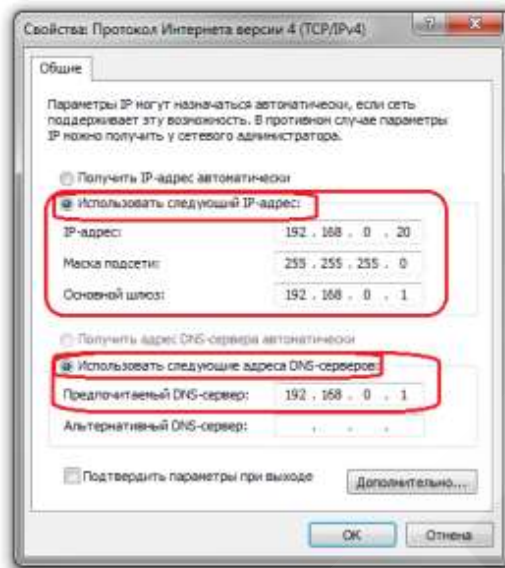 Свойства: Протокол Интернета версии 4 (TCP/IPv4)
Общие
Параметры IP могут назначаться автоматически, если сеть
поддерживает эту возможность. В противном случае параметры
IP можно получить у сетевого администратора.
Получить IP-адрес автоматически
Использовать следующий IP-адрес:
IP-адрес: 192 . 168 . 0 . 20
Маска подсети: 255 . 255 . 255 . 0
Основной шлюз: 192 . 168 . 0 . 1
Получить адрес DNS-сервера автоматически
Использовать следующие адреса DNS-серверов:
Предпочитаемый DNS-сервер: 192 . 168 . 0 . 1
Альтернативный DNS-сервер: . . .
Подтвердить параметры при выходе
Дополнительно...
OK
Отмена